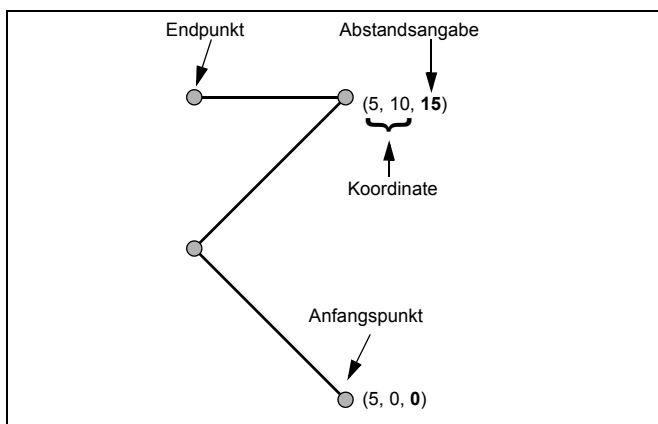 Endpunkt Abstandsangabe
(5, 10, 15)
Koordinate
Anfangspunkt
(5, 0, 0)